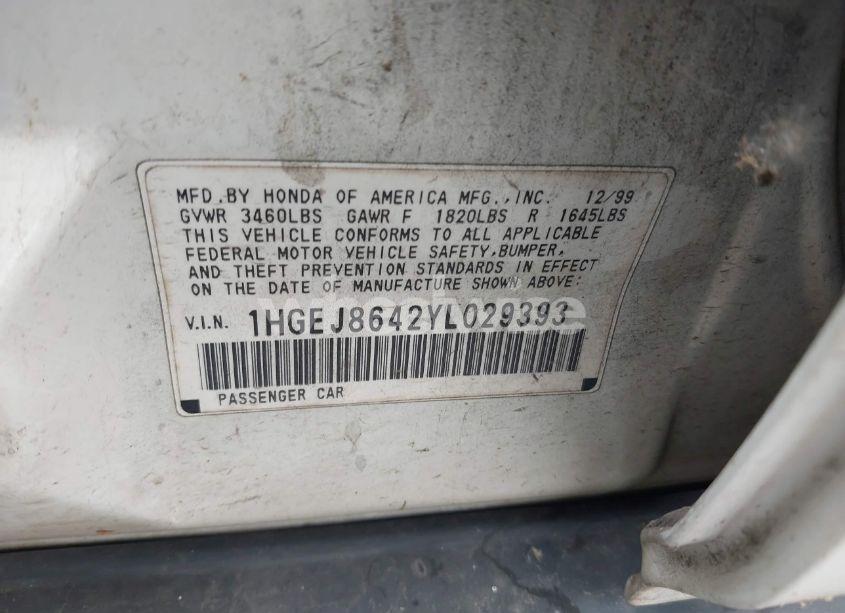 MFD.BY HONDA OF AMERICA MFG.,INC. 12/99
GVWR 3460LBS GAWR F 1820LBS R 1645LBS
THIS VEHICLE CONFORMS TO ALL APPLICABLE
FEDERAL MOTOR VEHICLE SAFETY,BUMPER,
AND THEFT PREVENTION STANDARDS IN EFFECT
ON THE DATE OF MANUFACTURE SHOWN ABOVE:
V.I.N. 1HGEJ8642YL029393
PASSENGER CAR